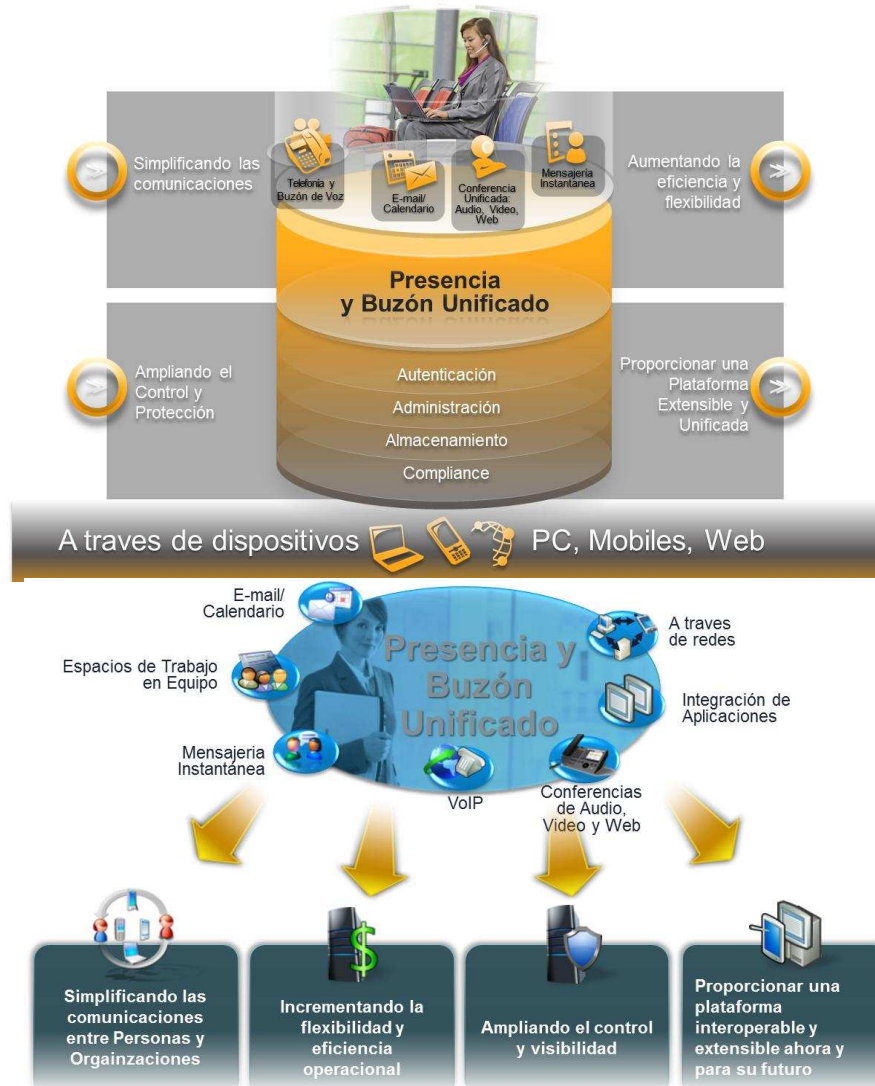 Simplificando las
comunicaciones
Telefonía y
Buzón de Voz
E-mail/
Calendario
Conferencia
Unificada:
Audio, Video,
Web
Mensajería
Instantánea
Aumentando la
eficiencia y
flexibilidad
Presencia
y Buzón Unificado
Ampliando el
Control y
Protección
Autenticación
Administración
Almacenamiento
Compliance
Proporcionar una
Plataforma
Extensible y
Unificada
A traves de dispositivos PC, Mobiles, Web
E-mail/
Calendario
Espacios de Trabajo
en Equipo
Mensajeria
Instantánea
Presencia y
Buzón
Unificado
VoIP
Conferencias
de Audio,
Video y Web
A traves
de redes
Integración de
Aplicaciones
Simplificando las
comunicaciones
entre Personas y
Orgainzaciones
Incrementando la
flexibilidad y
eficiencia
operacional
Ampliando el control
y visibilidad
Proporcionar una
plataforma
interoperable y
extensible ahora y
para su futuro